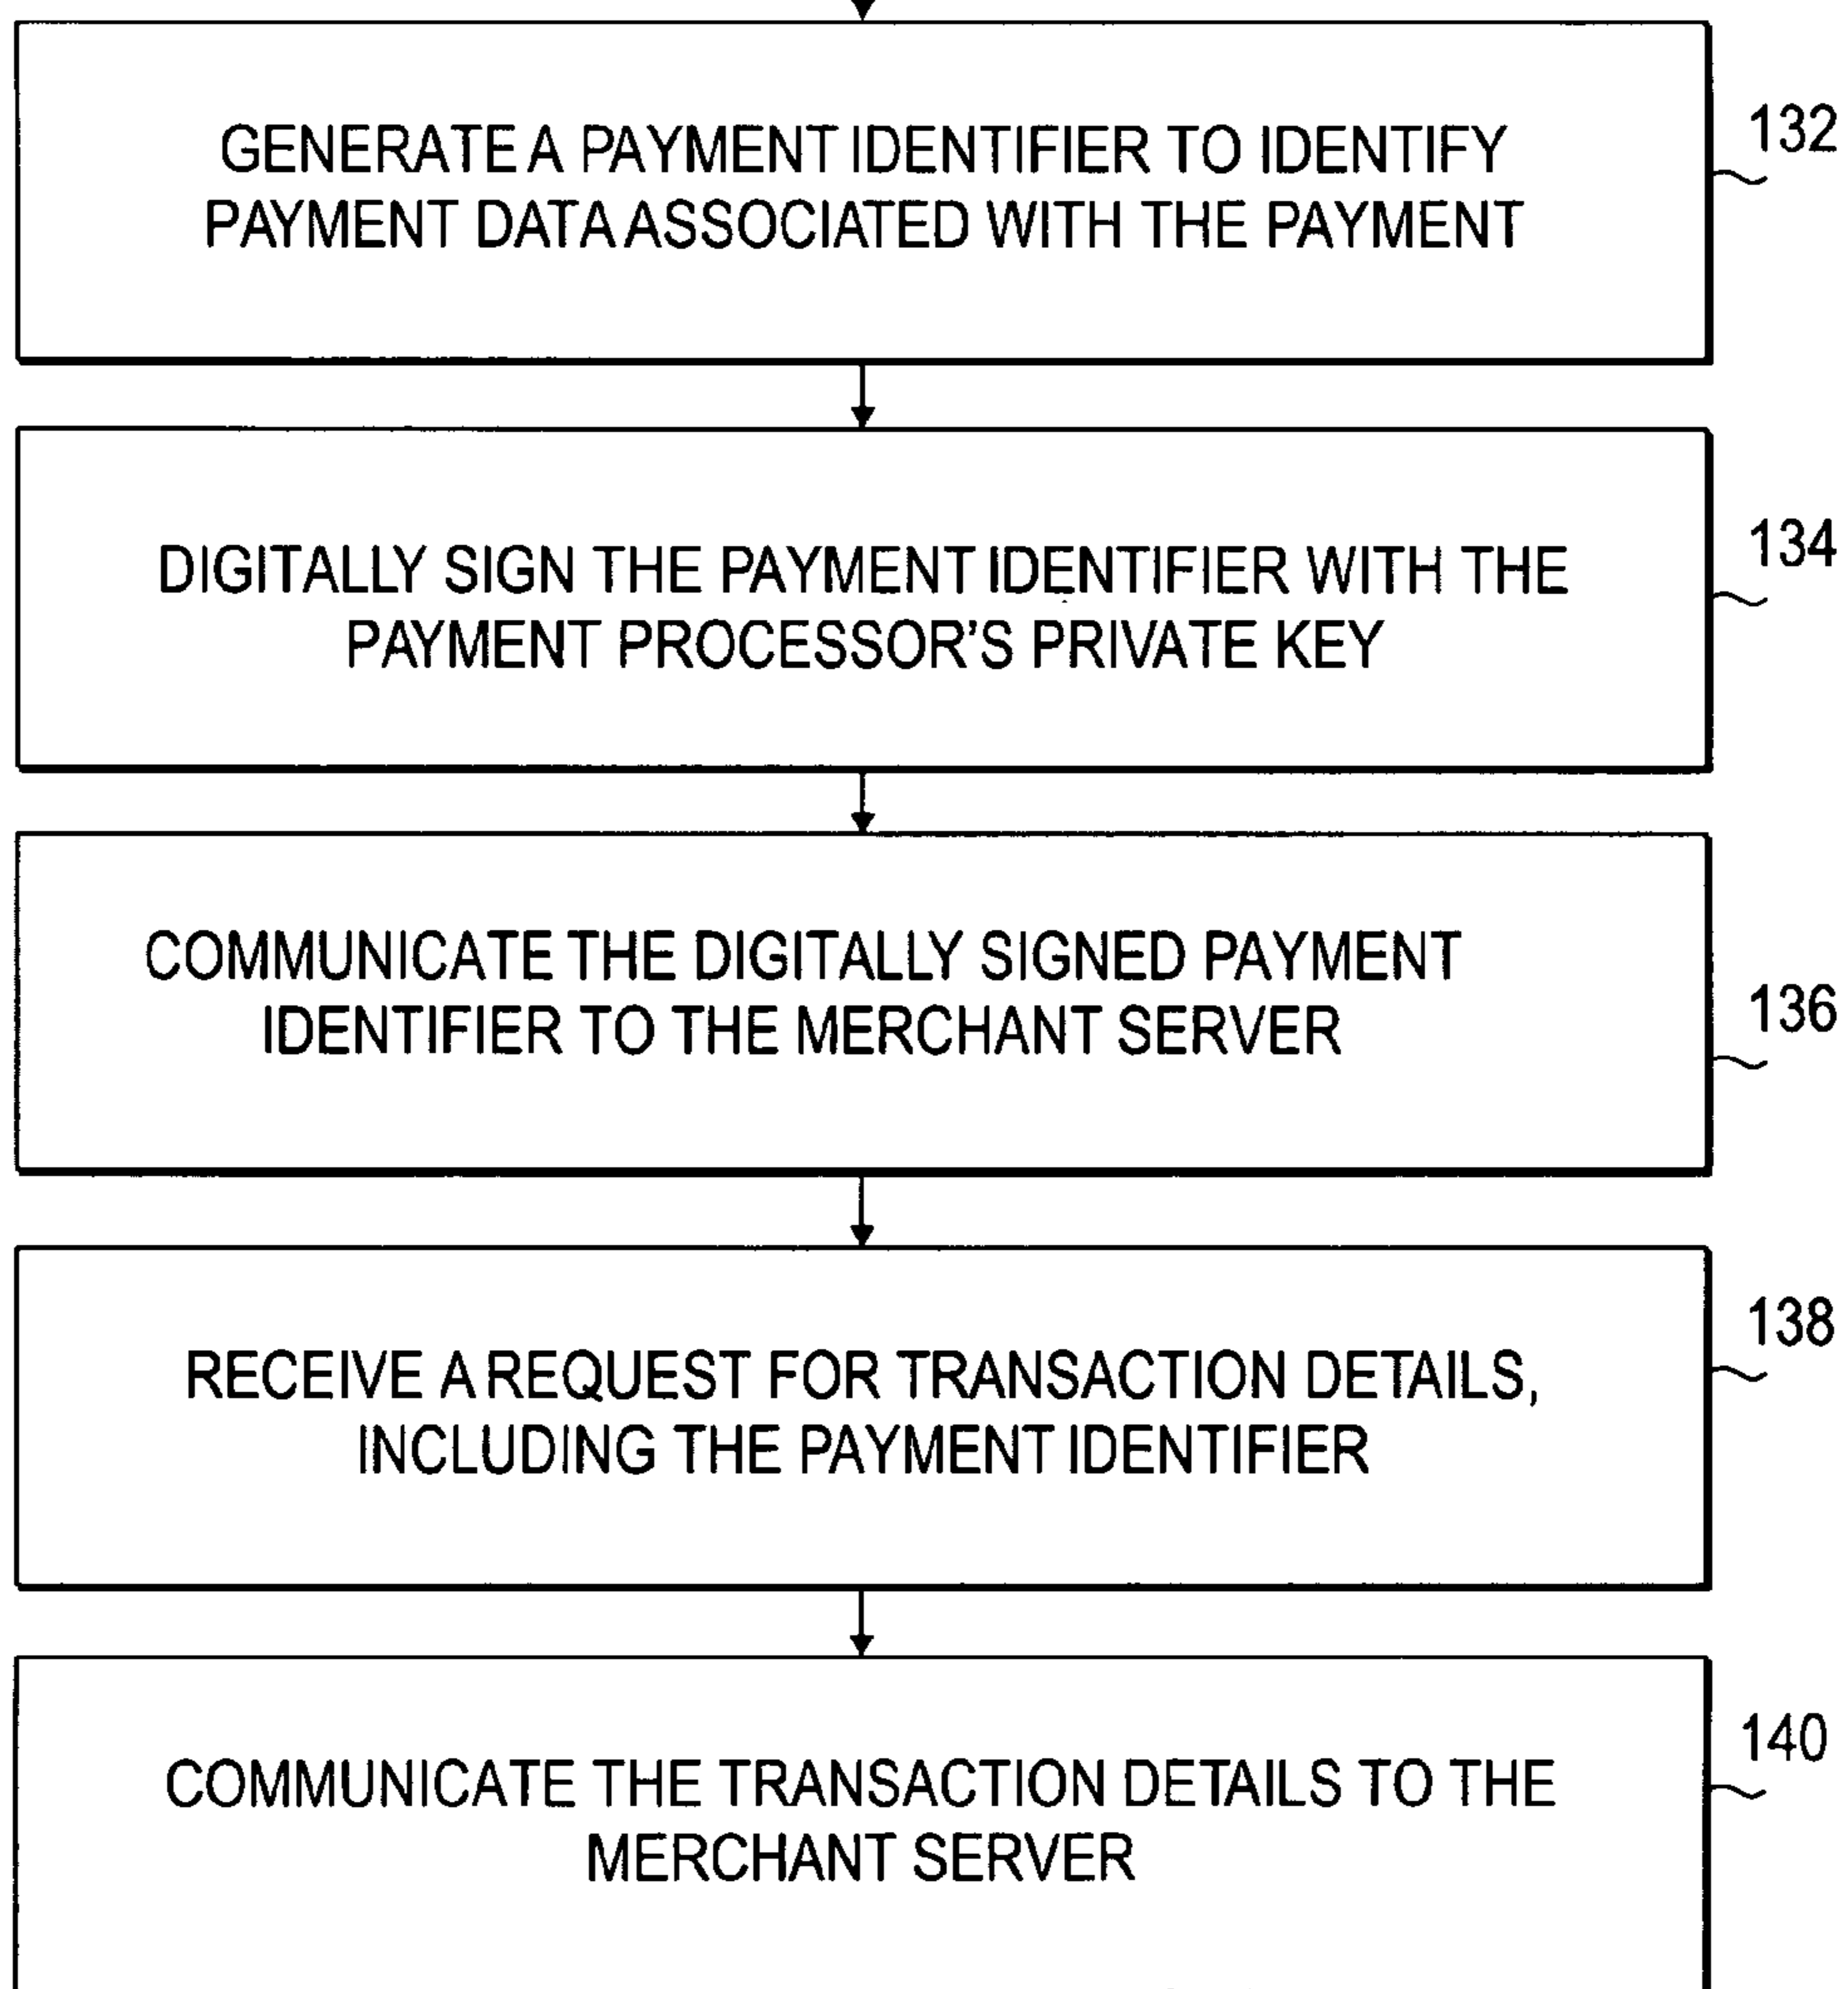 GENERATE A PAYMENT IDENTIFIER TO IDENTIFY
PAYMENT DATA ASSOCIATED WITH THE PAYMENT
132
DIGITALLY SIGN THE PAYMENT IDENTIFIER WITH THE
PAYMENT PROCESSOR'S PRIVATE KEY
134
COMMUNICATE THE DIGITALLY SIGNED PAYMENT
IDENTIFIER TO THE MERCHANT SERVER
136
RECEIVE A REQUEST FOR TRANSACTION DETAILS,
INCLUDING THE PAYMENT IDENTIFIER
138
COMMUNICATE THE TRANSACTION DETAILS TO THE
MERCHANT SERVER
140